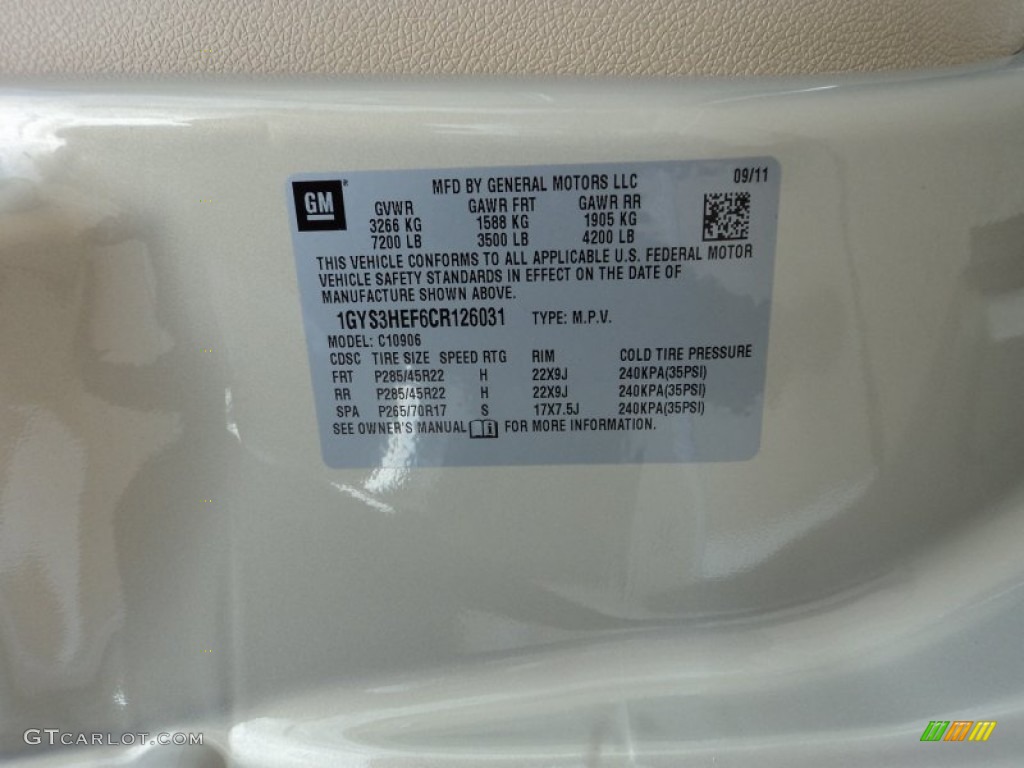 GM
MFD BY GENERAL MOTORS LLC 09/11
GVWR GAWR FRT GAWR RR
3266 KG 1588 KG 1905 KG
7200 LB 3500 LB 4200 LB
THIS VEHICLE CONFORMS TO ALL APPLICABLE U.S. FEDERAL MOTOR
VEHICLE SAFETY STANDARDS IN EFFECT ON THE DATE OF
MANUFACTURE SHOWN ABOVE.
1GYS3HEF6CR126031 TYPE: M.P.V.
MODEL: C10906
CDSC TIRE SIZE SPEED RTG RIM COLD TIRE PRESSURE
FRT P285/45R22 H 22X9J 240KPA(35PSI)
RR P285/45R22 H 22X9J 240KPA(35PSI)
SPA P265/70R17 S 17X7.5J 240KPA(35PSI)
SEE OWNER'S MANUAL FOR MORE INFORMATION.
GTCARLOT.COM